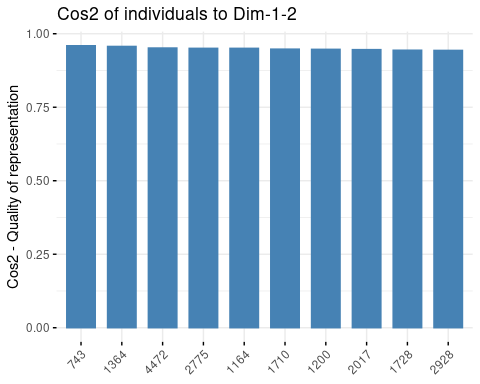 Cos2 of individuals to Dim-1-2
Cos2 - Quality of representation
1.00
0.75
0.50
0.25
0.00
743 1364 4472 2775 1164 1710 1200 2017 1728 2928